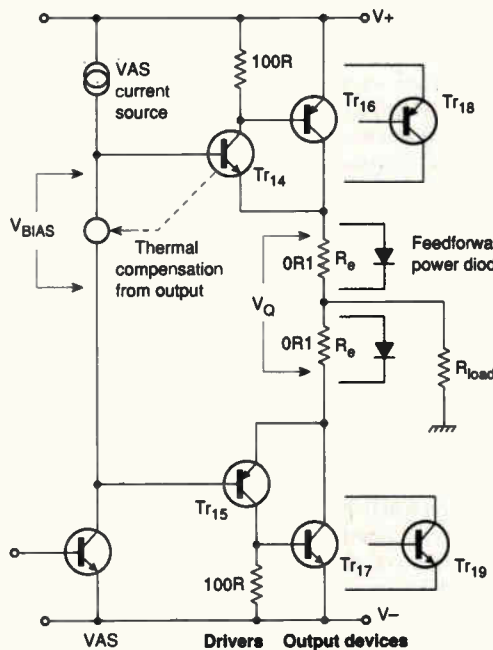 V+
100R
VAS
current
source
Tr16
Tr18
Tr14
VBIAS
Thermal
compensation
from output
0R1
Re
Feedforwa
power diod
VQ
0R1
Re
Rload
Tr15
100R
Tr17
Tr19
V–
VAS
Drivers
Output devices